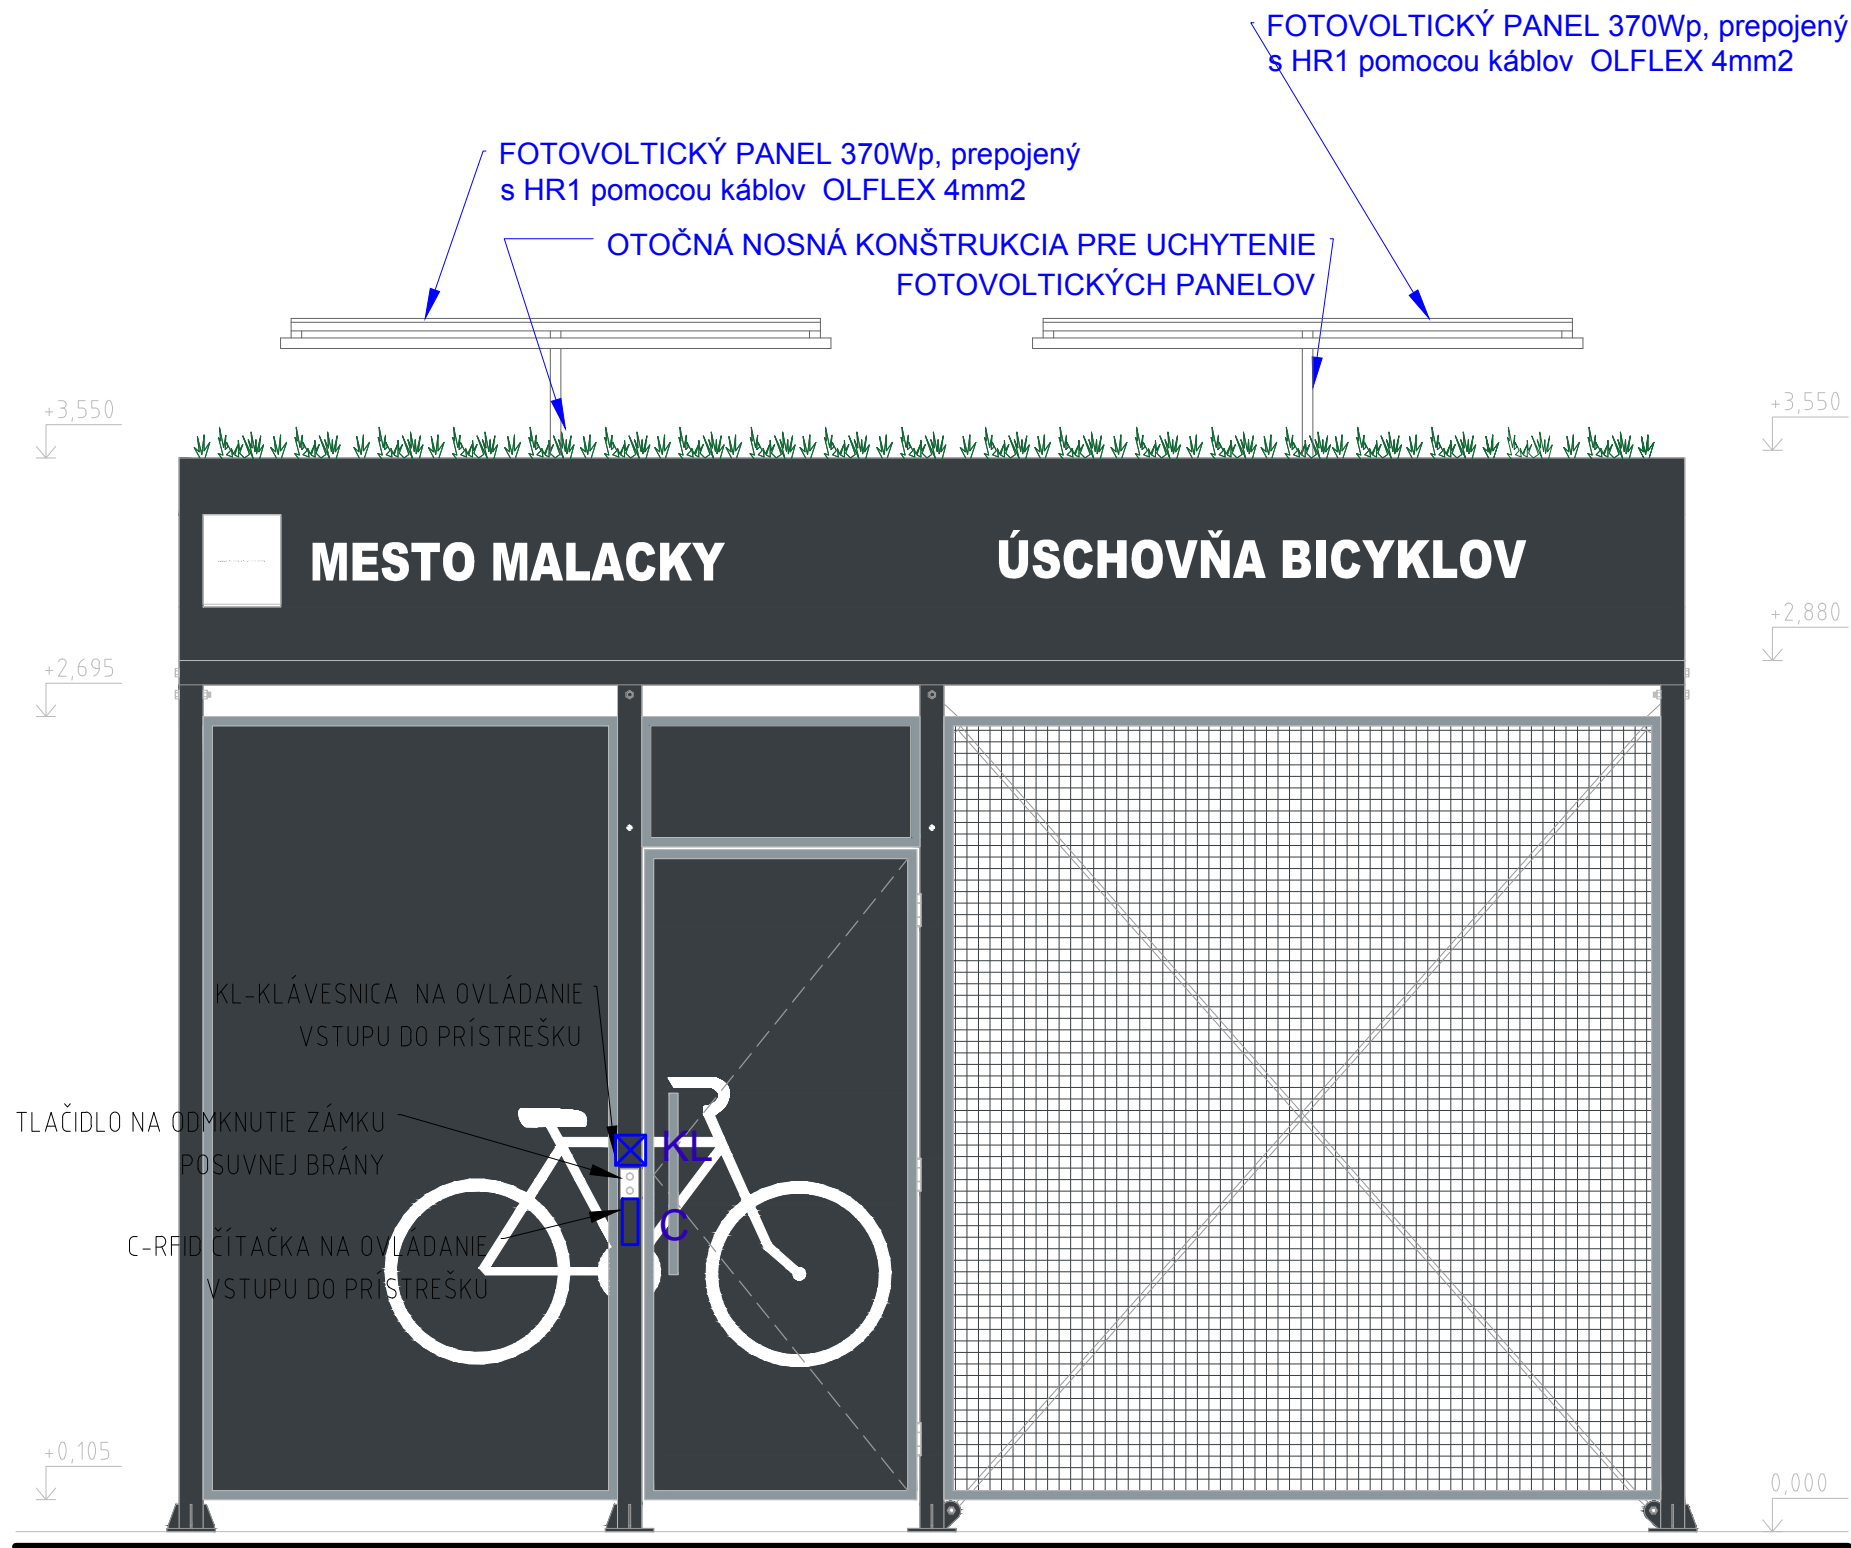 FOTOVOLTICKÝ PANEL 370Wp, prepojený
s HR1 pomocou káblov OLFLEX 4mm2
FOTOVOLTICKÝ PANEL 370Wp, prepojený
s HR1 pomocou káblov OLFLEX 4mm2
OTOČNÁ NOSNÁ KONŠTRUKCIA PRE UCHYTENIE
FOTOVOLTICKÝCH PANELOV
+3,550
+3,550
MESTO MALACKY
ÚSCHOVŇA BICYKLOV
+2,880
+2,695
KL-KLÁVESNICA NA OVLÁDANIE
VSTUPU DO PRÍSTREŠKU
TLAČIDLO NA ODMKNUTIE ZÁMKU
POSUVNEJ BRÁNY
KL
C
C-RFID ČÍTAČKA NA OVLÁDANIE
VSTUPU DO PRÍSTREŠKU
+0,105
0,000